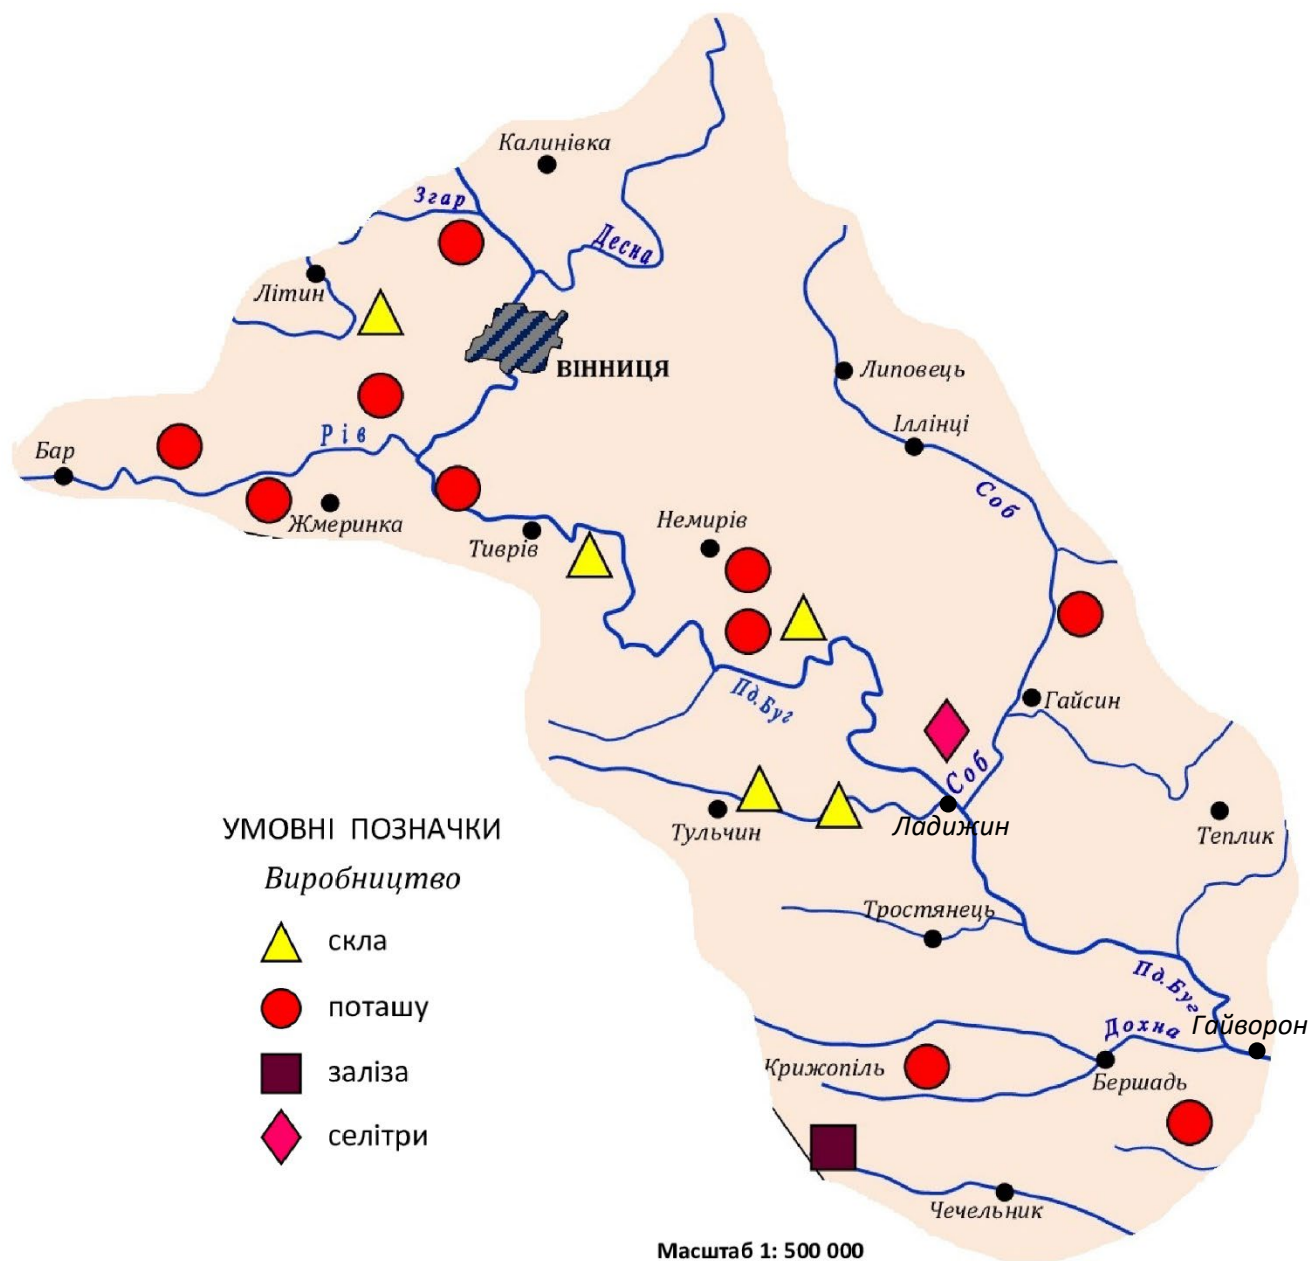 Калинівка
Згар
Десна
Літин
ВІННИЦЯ
Липовець
Іллінці
Бар
Рів
Соб
Жмеринка
Немирів
Тиврів
Пд.Буг
Гайсин
Соб
Тульчин
Ладижин
Теплик
УМОВНІ ПОЗНАЧКИ
Виробництво
скла
поташу
заліза
селітри
Тростянець
Пд.Буг
Дохна
Гайворон
Крижопіль
Бершадь
Чечельник
Масштаб 1: 500 000